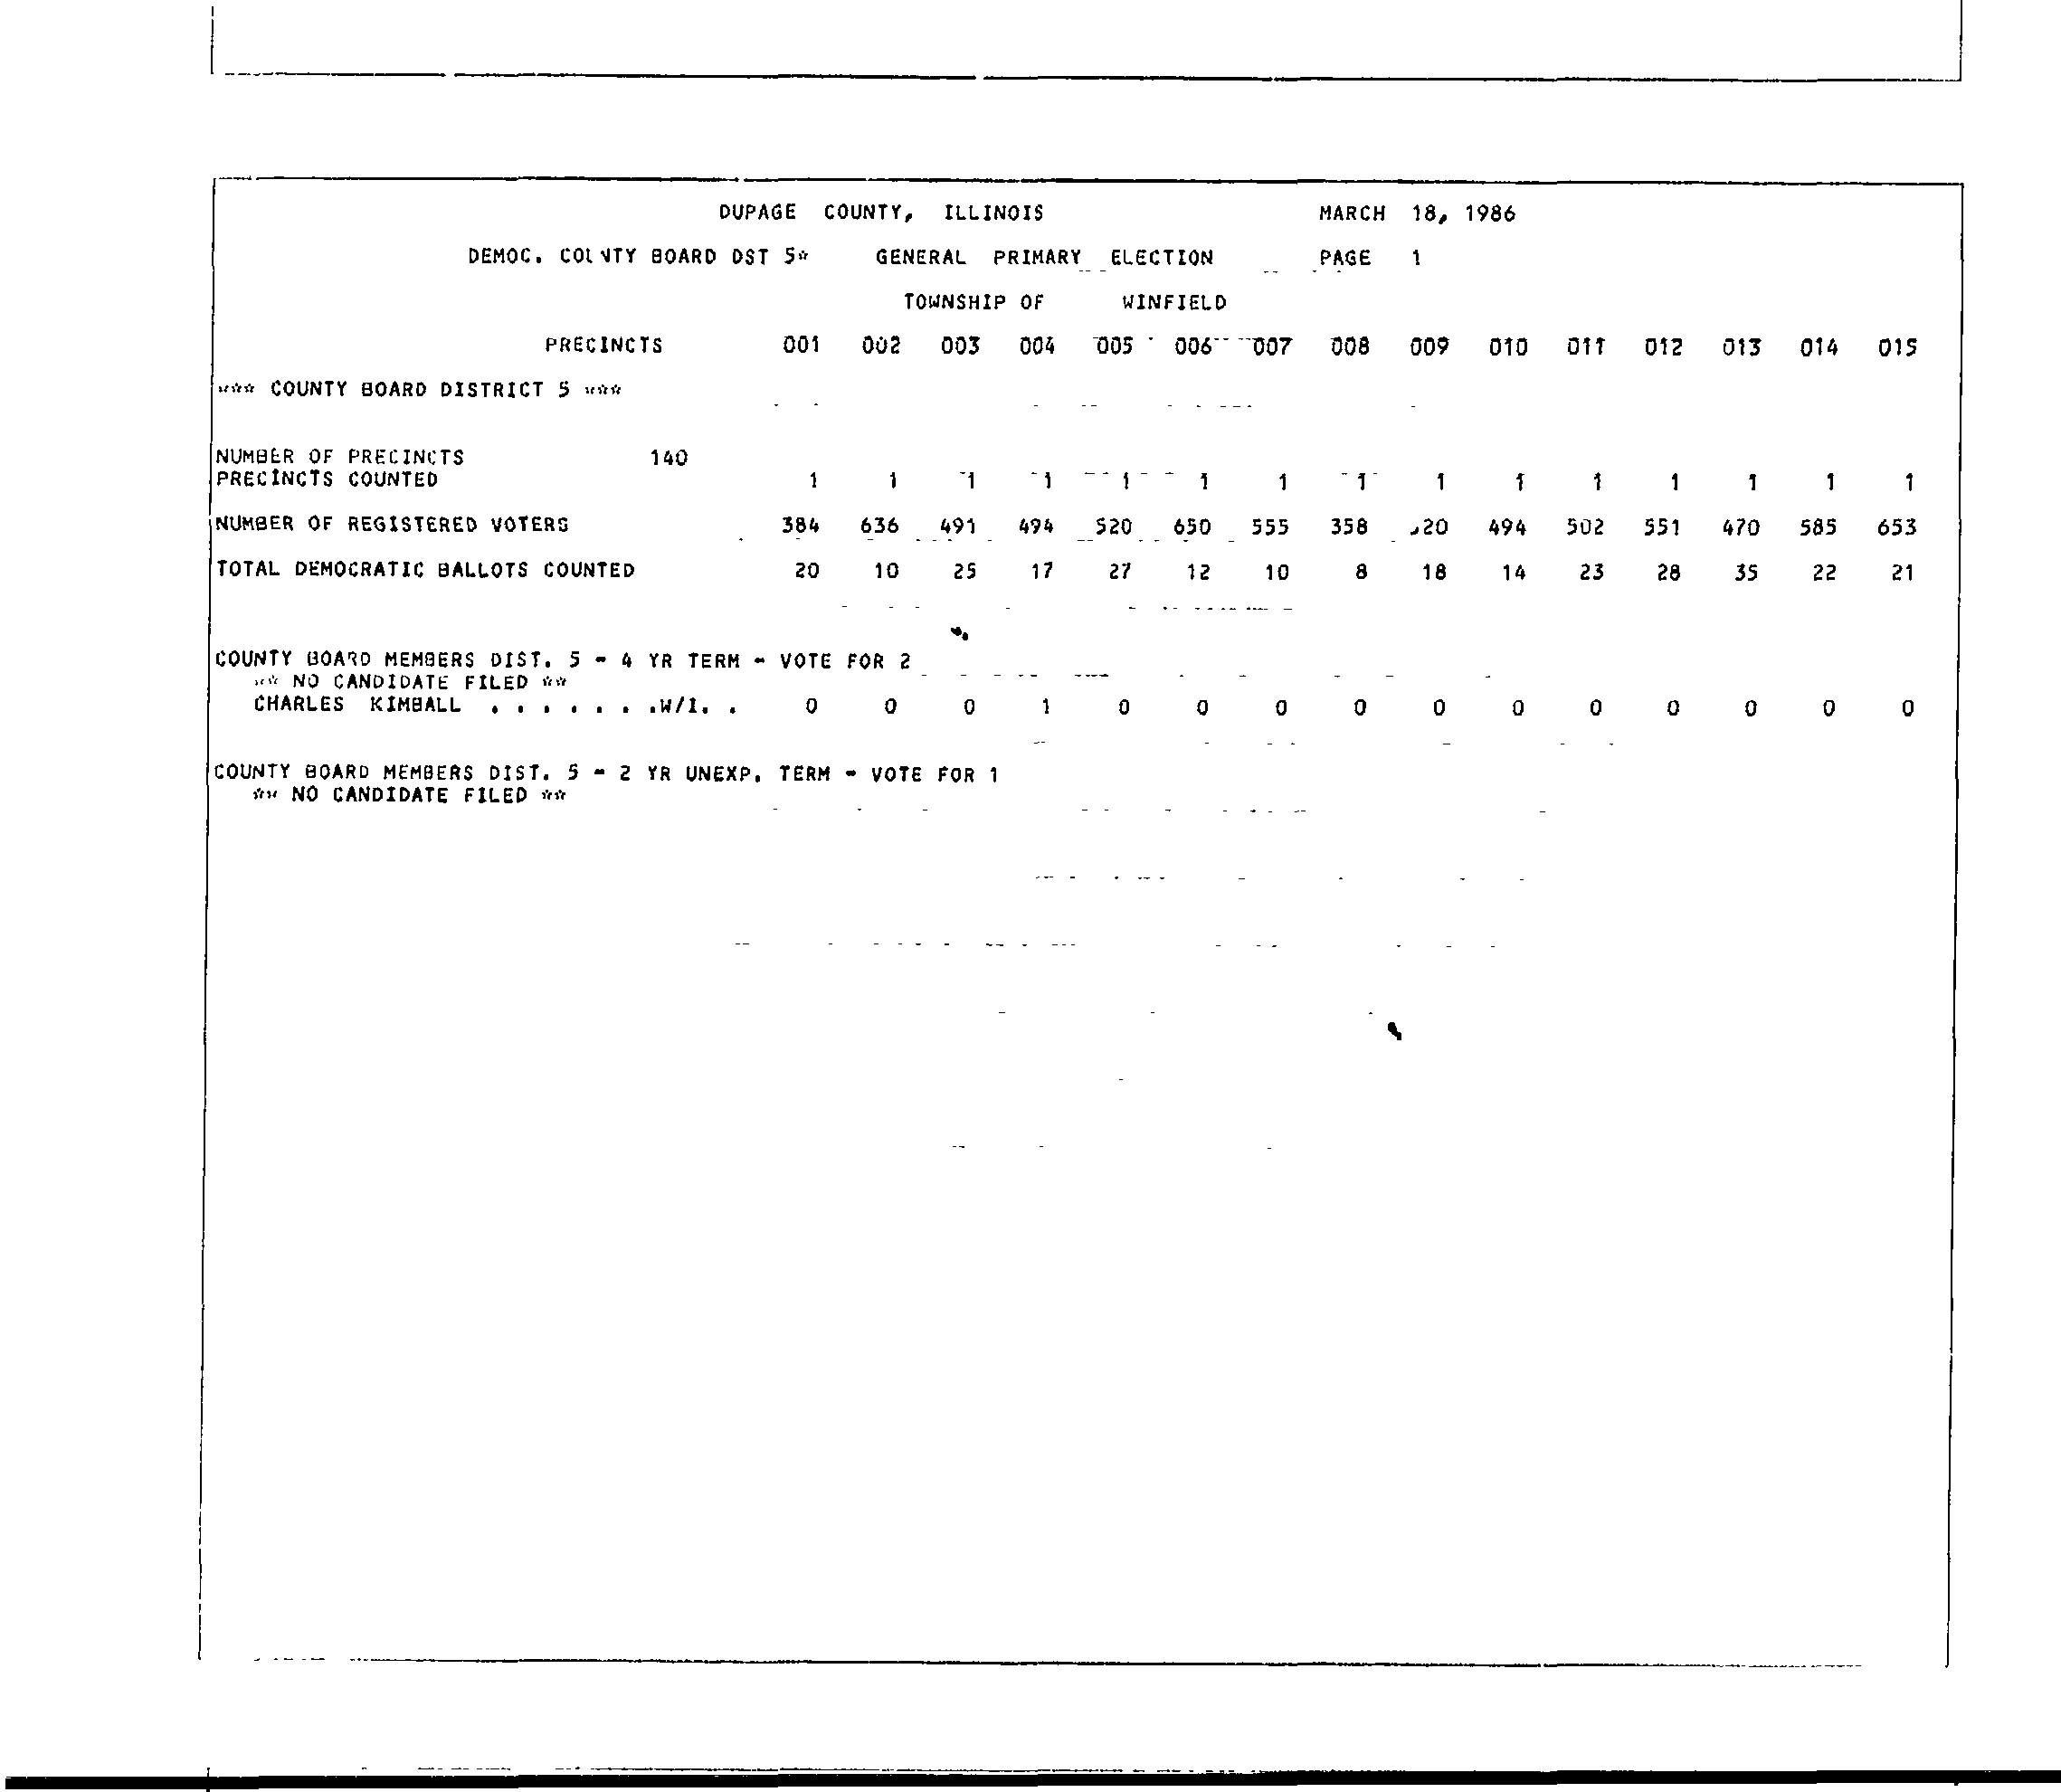 DUPAGE COUNTY, ILLINOIS MARCH 18, 1986
DEMOC. COUNTY BOARD DST 5* GENERAL PRIMARY ELECTION PAGE 1
TOWNSHIP OF WINFIELD
PRECINCTS 001 002 003 004 005 006 007 008 009 010 011 012 013 014 015
*** COUNTY BOARD DISTRICT 5 ***
NUMBER OF PRECINCTS 140
PRECINCTS COUNTED 1 1 1 1 1 1 1 1 1 1 1 1 1 1 1
NUMBER OF REGISTERED VOTERS 384 636 491 494 520 650 555 358 494 502 551 470 585 653
TOTAL DEMOCRATIC BALLOTS COUNTED 20 10 25 17 27 12 10 8 18 14 23 28 35 22 21
COUNTY BOARD MEMBERS DIST. 5 - 4 YR TERM - VOTE FOR 2
** NO CANDIDATE FILED **
CHARLES KIMBALL . . . . . . .W/I. . 0 0 0 1 0 0 0 0 0 0 0 0 0 0 0
COUNTY BOARD MEMBERS DIST. 5 - 2 YR UNEXP. TERM - VOTE FOR 1
** NO CANDIDATE FILED **